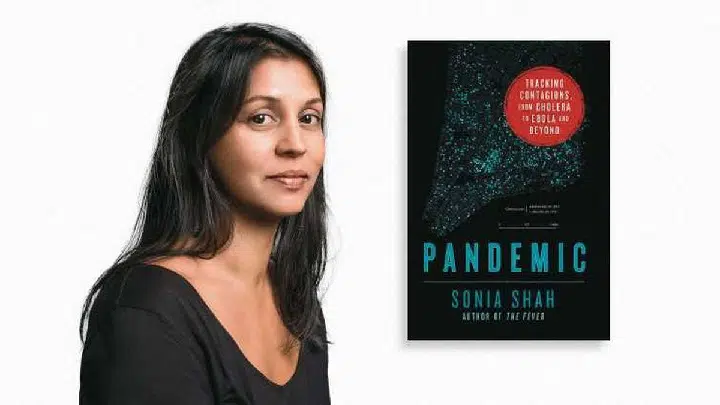 TRACKING
CONTAGIONS,
FROM CHOLERA
TO EBOLA AND
BEYOND
PANDEMIC
SONIA SHAH
AUTHOR OF THE FEVER